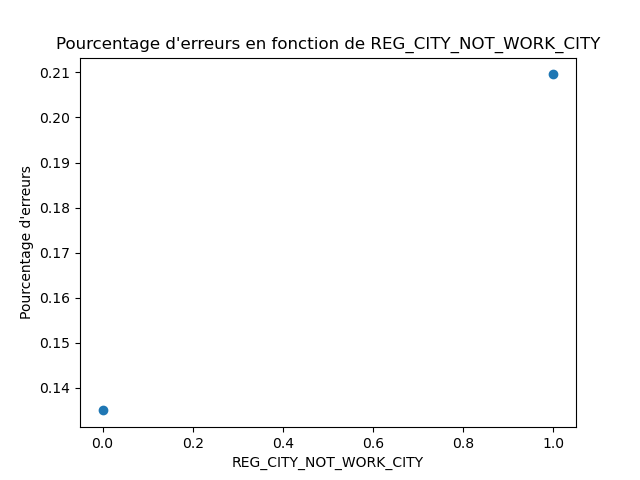 Pourcentage d'erreurs en fonction de REG_CITY_NOT_WORK_CITY
0.21
0.20
0.19
0.18
0.17
0.16
0.15
0.14
Pourcentage d'erreurs
0.0 0.2 0.4 0.6 0.8 1.0
REG_CITY_NOT_WORK_CITY